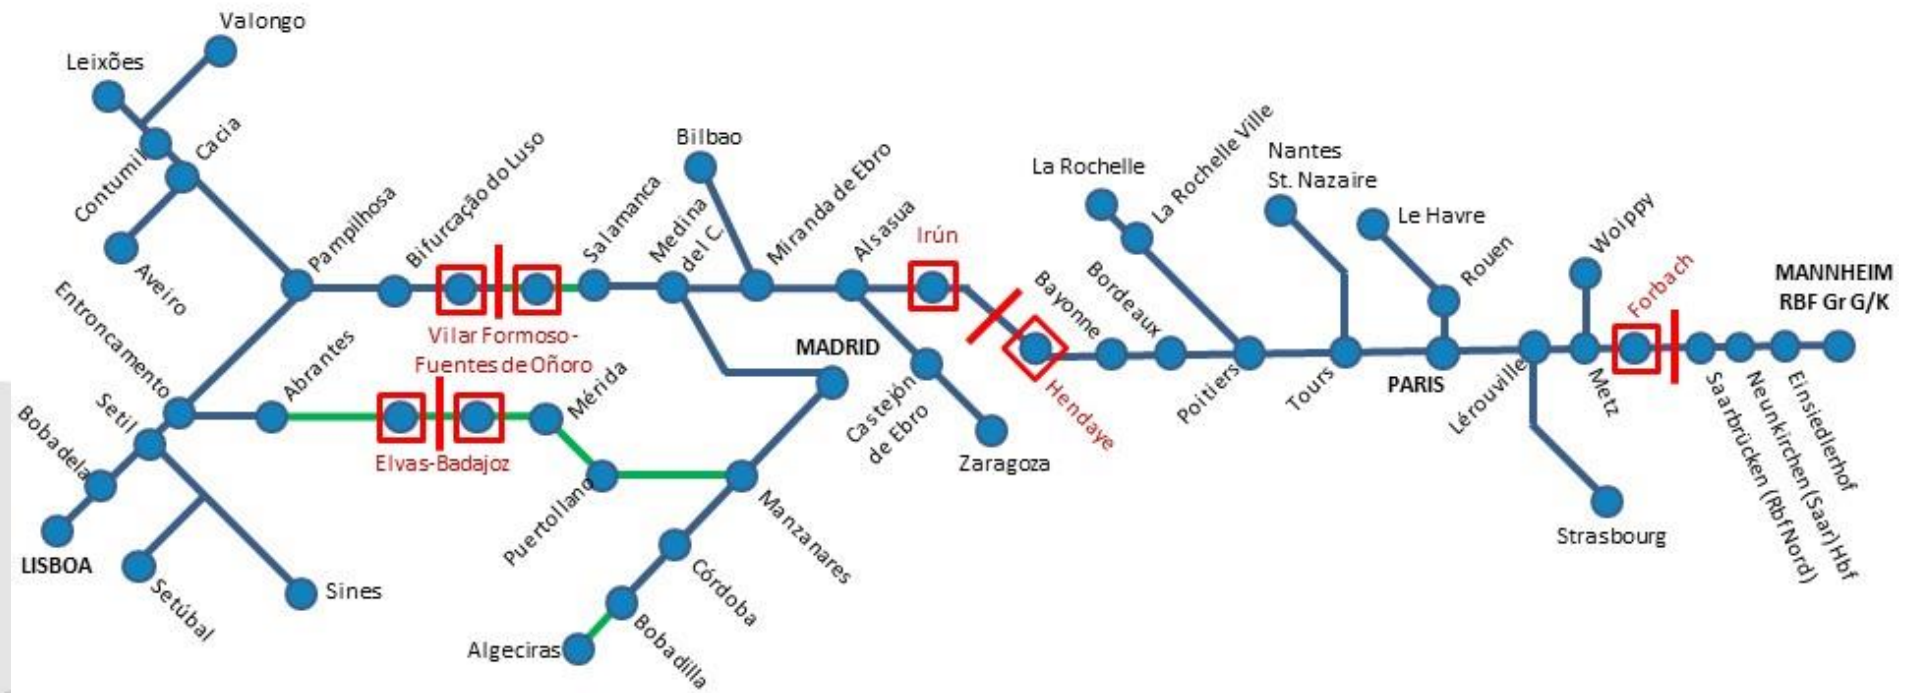 Valongo
Leixões
Contumil
Cacia
Aveiro
Pampilhosa
Bifurcação do Luso
Vilar Formoso-
Fuentes de Oñoro
Salamanca
Medina
del C.
Bilbao
Miranda de Ebro
Alsasua
Irún
Hendaye
Bayonne
Bordeaux
La Rochelle
La Rochelle Ville
Poitiers
Nantes
St. Nazaire
Tours
Le Havre
Rouen
PARIS
Lérouville
Woippy
Metz
Forbach
MANNHEIM
RBF Gr G/K
Saarbrücken (Rbf Nord)
Neunkirchen (Saar) Hbf
Einsiedlerhof
Strasbourg
Entroncamento
Abrantes
Elvas-Badajoz
Mérida
MADRID
Castejón
de Ebro
Zaragoza
Setil
Bobadela
LISBOA
Setúbal
Sines
Puertollano
Manzanares
Córdoba
Bobadilla
Algeciras